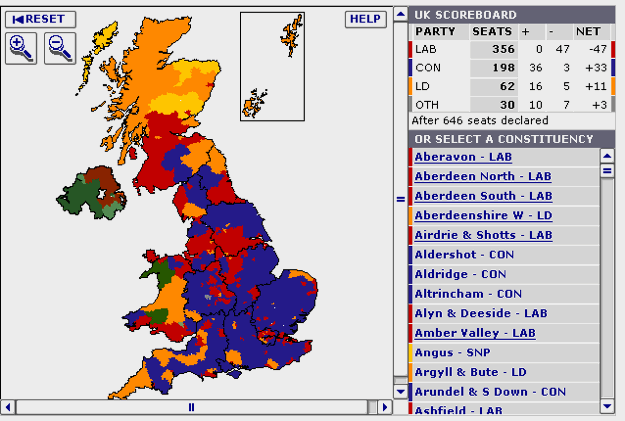 RESET
HELP
UK SCOREBOARD
PARTY SEATS + - NET
LAB 356 0 47 -47
CON 198 36 3 +33
LD 62 16 5 +11
OTH 30 10 7 +3
After 646 seats declared
OR SELECT A CONSTITUENCY
Aberavon - LAB
Aberdeen North - LAB
Aberdeen South - LAB
Aberdeenshire W - LD
Airdrie & Shotts - LAB
Aldershot - CON
Aldridge - CON
Altrincham - CON
Alyn & Deeside - LAB
Amber Valley - LAB
Angus - SNP
Argyll & Bute - LD
Arundel & S Down - CON
Ashfield - LAB